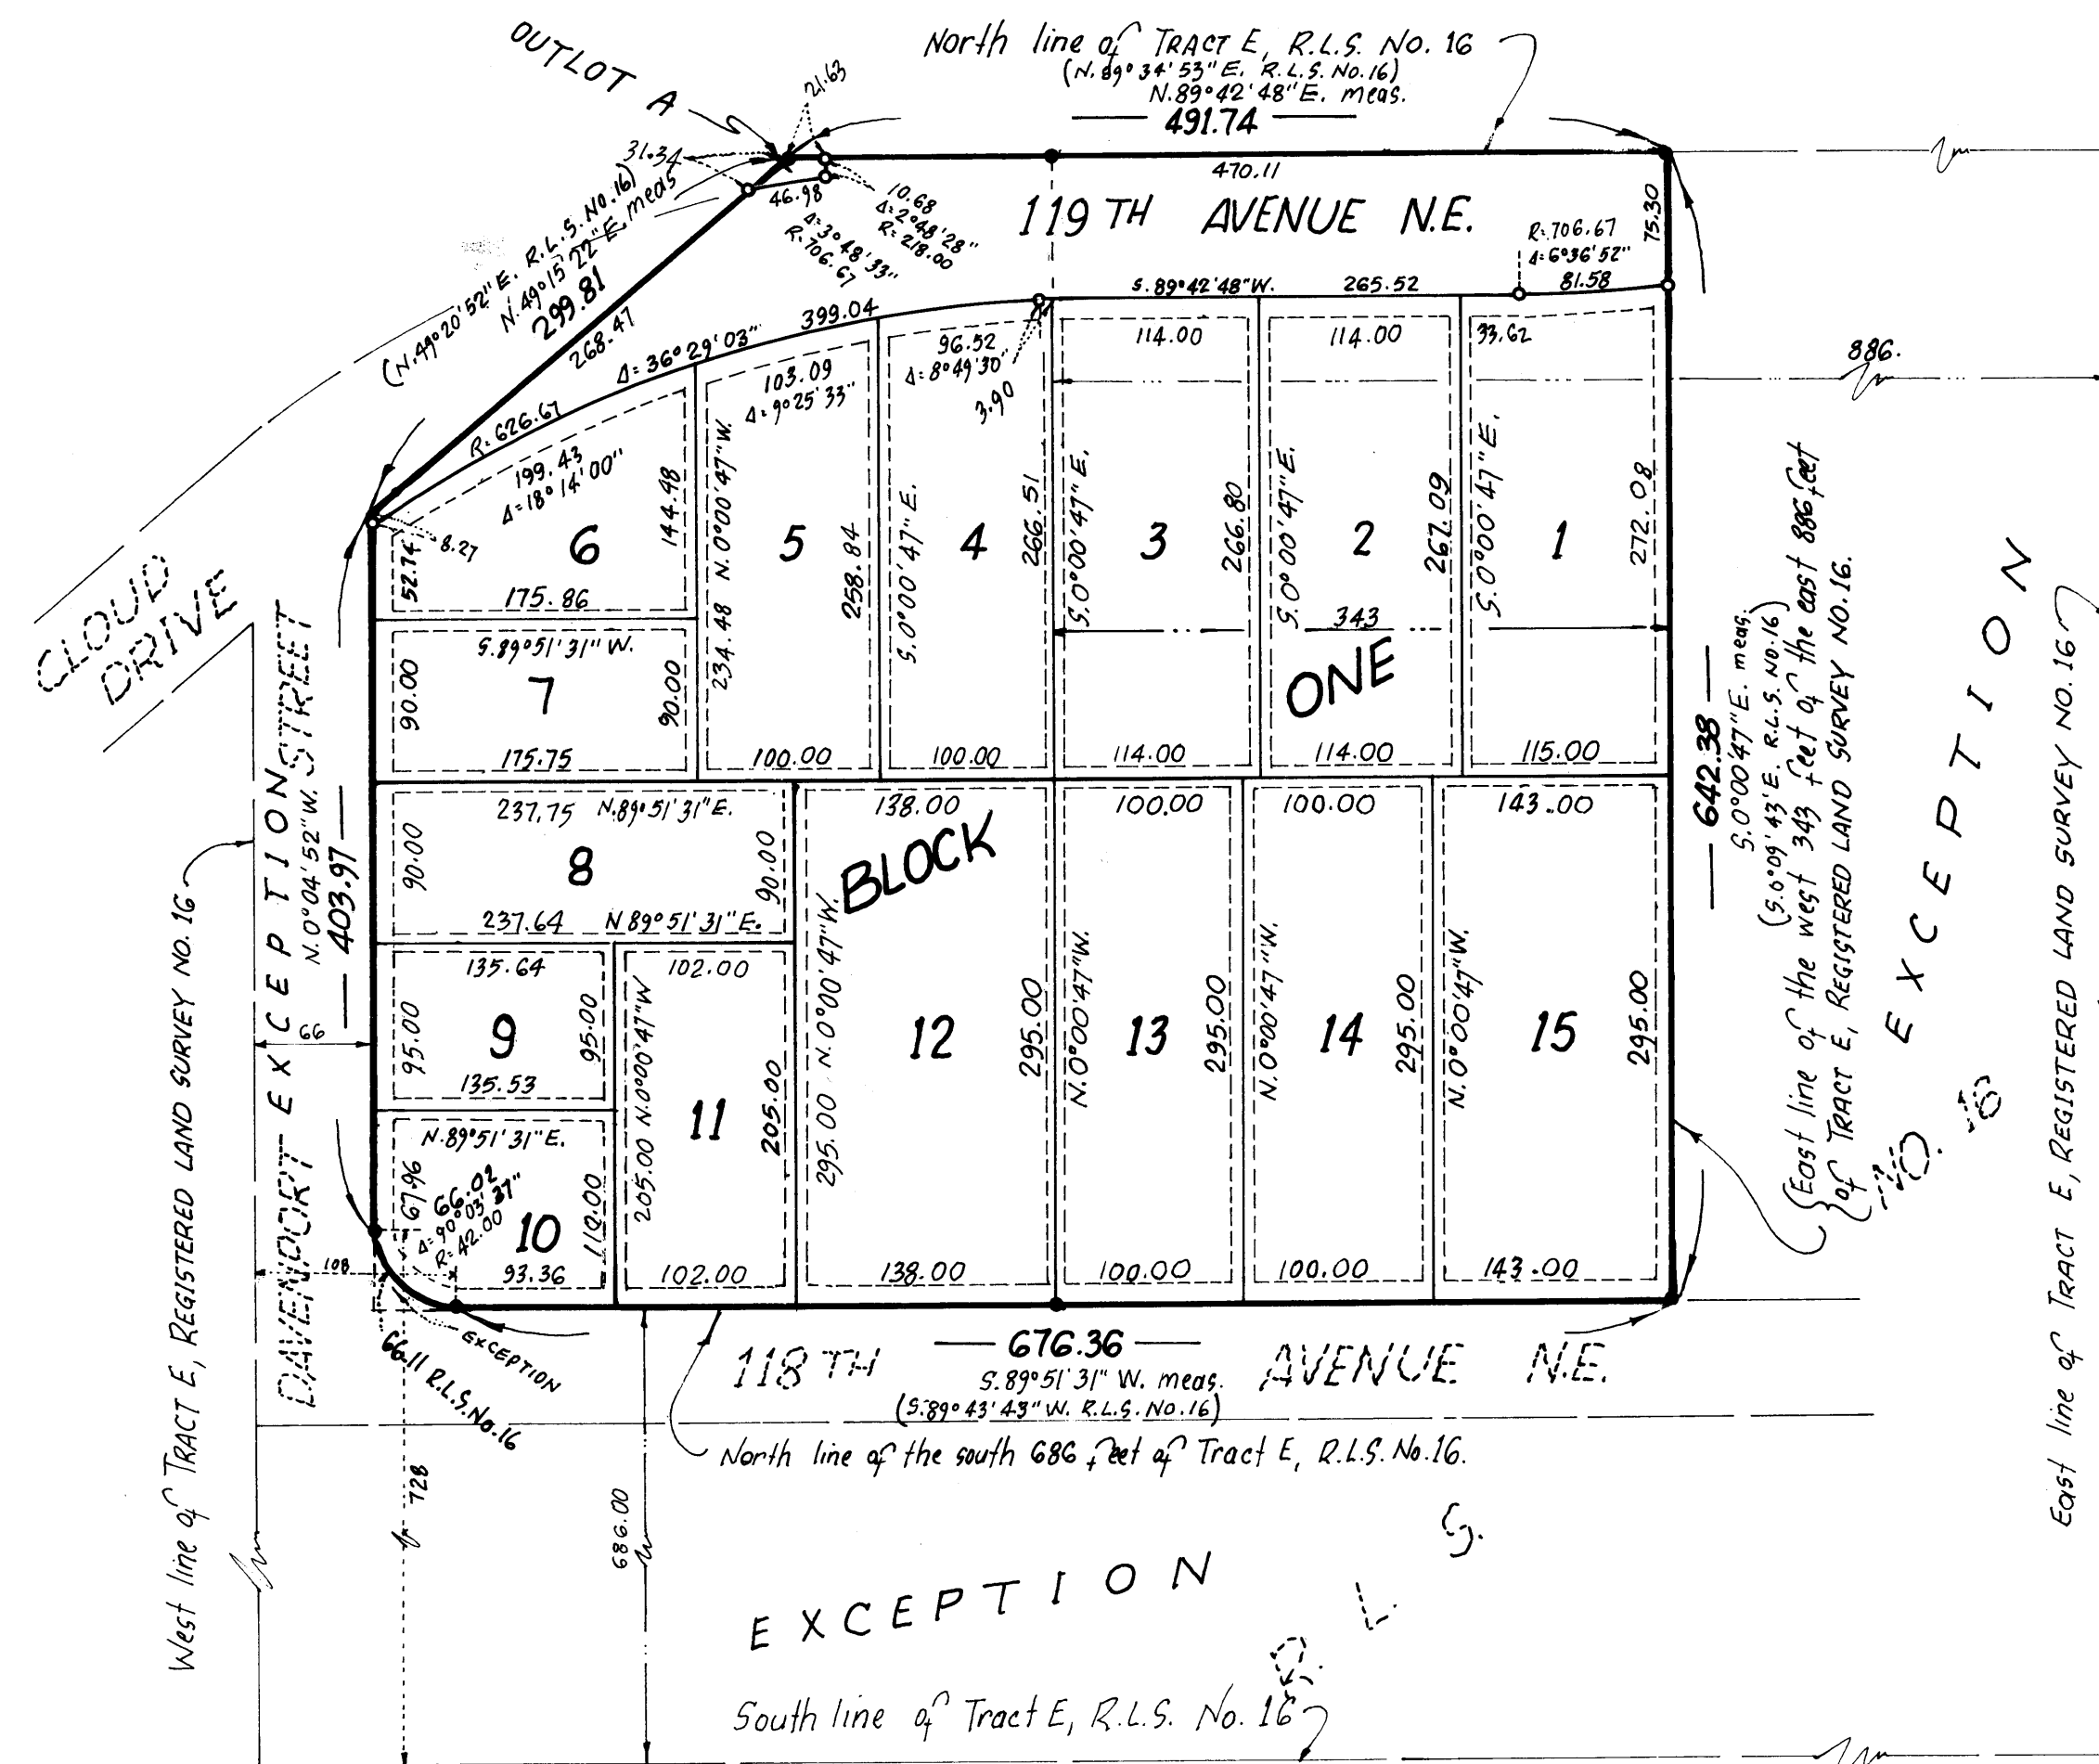 OUTLOT A
21.63
North line of TRACT E, R.L.S. NO. 16
(N.89°34'53"E. R.L.S. NO.16)
N.89°42'48"E. meas.
491.74
31.34
46.98
10.68
Δ=2°48'28"
R=218.00
Δ=3°48'33"
R=706.67
470.11
119TH AVENUE N.E.
75.30
R=706.67
Δ=6°36'52"
81.58
(N.49°20'52"E. R.L.S. NO.16)
N.49°15'22"E. meas
299.81
268.47
S.89°42'48"W.
265.52
399.04
Δ=36°29'03"
R=626.67
199.43
Δ=18°14'00"
103.09
Δ=9°25'33"
96.52
Δ=8°49'30"
3.90
114.00
114.00
33.62
886.
8.27
52.74
6
144.48
175.86
234.48 N.0°00'47"W.
5
258.84
100.00
S.0°00'47"E.
4
266.51
100.00
S.0°00'47"E.
3
266.80
114.00
S.0°00'47"E.
2
267.09
343
114.00
S.0°00'47"E.
1
272.08
115.00
CLOUD
DRIVE
S.89°51'31" W.
90.00
7
90.00
175.75
BLOCK ONE
237.75 N.89°51'31"E.
90.00
8
90.00
237.64 N89°51'31"E.
135.64
95.00
9
95.00
135.53
N.89°51'31"E.
67.96
66.02
Δ=90°03'37"
R=42.00
10
110.00
93.36
102.00
205.00 N.0°00'47"W
11
205.00
102.00
138.00
295.00 N.0°00'47"W.
12
295.00
138.00
100.00
N.0°00'47"W.
13
295.00
100.00
100.00
N.0°00'47"W.
14
295.00
100.00
143.00
N.0°00'47"W.
15
295.00
143.00
DAVENPORT STREET
EXCEPTION
N.0°04'52"W.
403.97
66
108
West line of TRACT E, REGISTERED LAND SURVEY NO. 16
642.38
S.0°00'47"E. meas.
(S.0°09'43"E. R.L.S. NO.16)
(East line of the west 343 feet of the east 886 feet
of TRACT E, REGISTERED LAND SURVEY NO.16.
EXCEPTION
NO. 16
East line of TRACT E, REGISTERED LAND SURVEY NO.16
EXCEPTION
66.11 R.L.S.No.16
676.36
118TH AVENUE N.E.
S.89°51'31" W. meas.
(S.89°43'43"W. R.L.S. NO.16)
North line of the south 686 feet of Tract E, R.L.S. No.16.
728
686.00
EXCEPTION
R. L. S.
South line of Tract E, R.L.S. No. 16